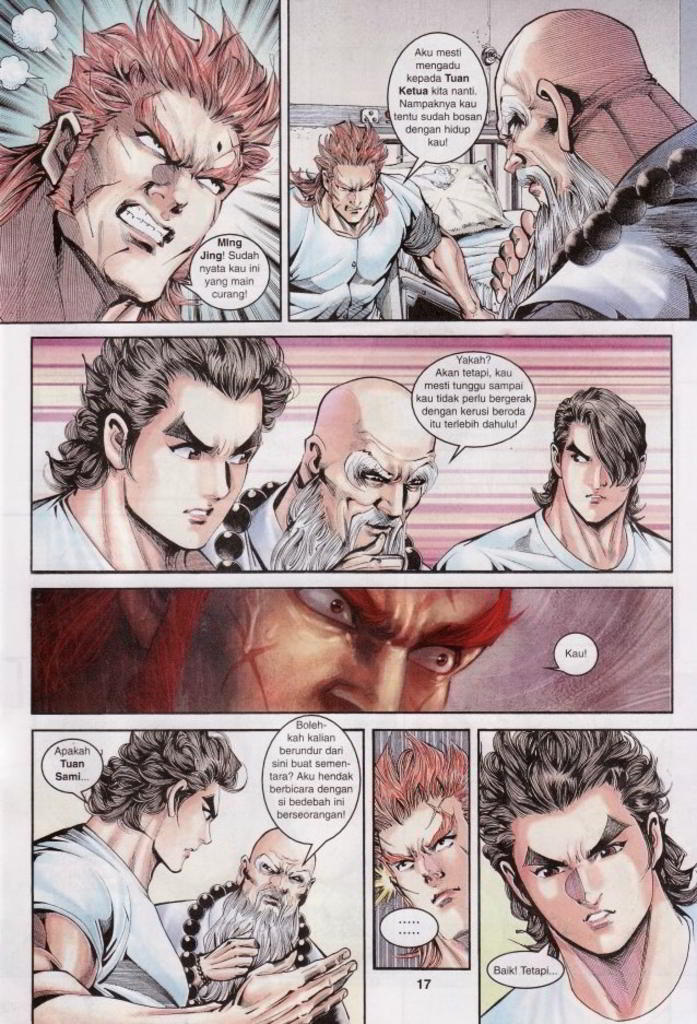 Ming
Jing! Sudah
nyata kau ini
yang main
curang!
Aku mesti
mengadu
kepada Tuan
Ketua kita nanti.
Nampaknya kau
tentu sudah bosan
dengan hidup
kau!
Yakah?
Akan tetapi, kau
mesti tunggu sampai
kau tidak perlu bergerak
dengan kerusi beroda
itu terlebih dahulu!
Kau!
Apakah
Tuan
Sami...
Boleh-
kah kalian
berundur dari
sini buat semen-
tara? Aku hendak
berbicara dengan
si bedebah ini
berseorangan!
.....
.....
Baik! Tetapi...
17